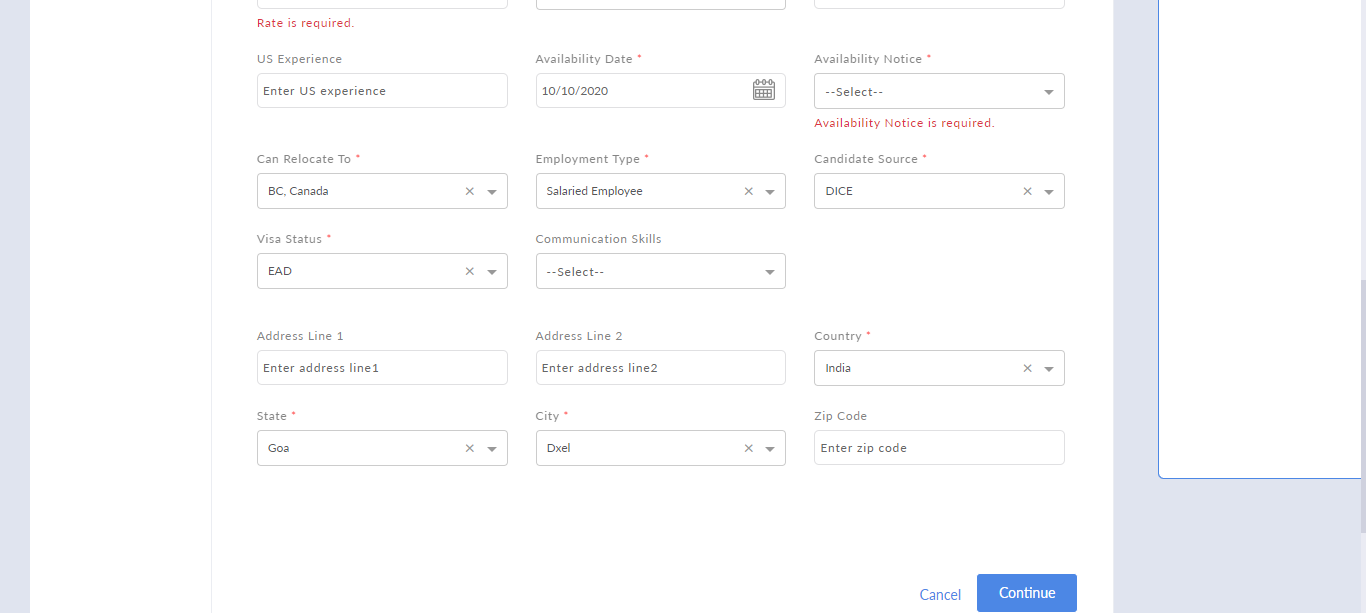 Rate is required.
US Experience
Availability Date *
Availability Notice *
Enter US experience
10/10/2020
--Select--
Availability Notice is required.
Can Relocate To *
Employment Type *
Candidate Source *
BC, Canada
Salaried Employee
DICE
Visa Status *
Communication Skills
EAD
--Select--
Address Line 1
Address Line 2
Country *
Enter address line1
Enter address line2
India
State *
City *
Zip Code
Goa
Dxel
Enter zip code
Cancel
Continue